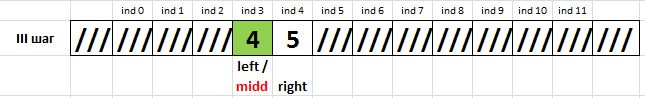 ind 0 ind 1 ind 2 ind 3 ind 4 ind 5 ind 6 ind 7 ind 8 ind 9 ind 10 ind 11
III шаг /// /// /// /// 4 5 /// /// /// /// /// /// /// ///
left /
midd right